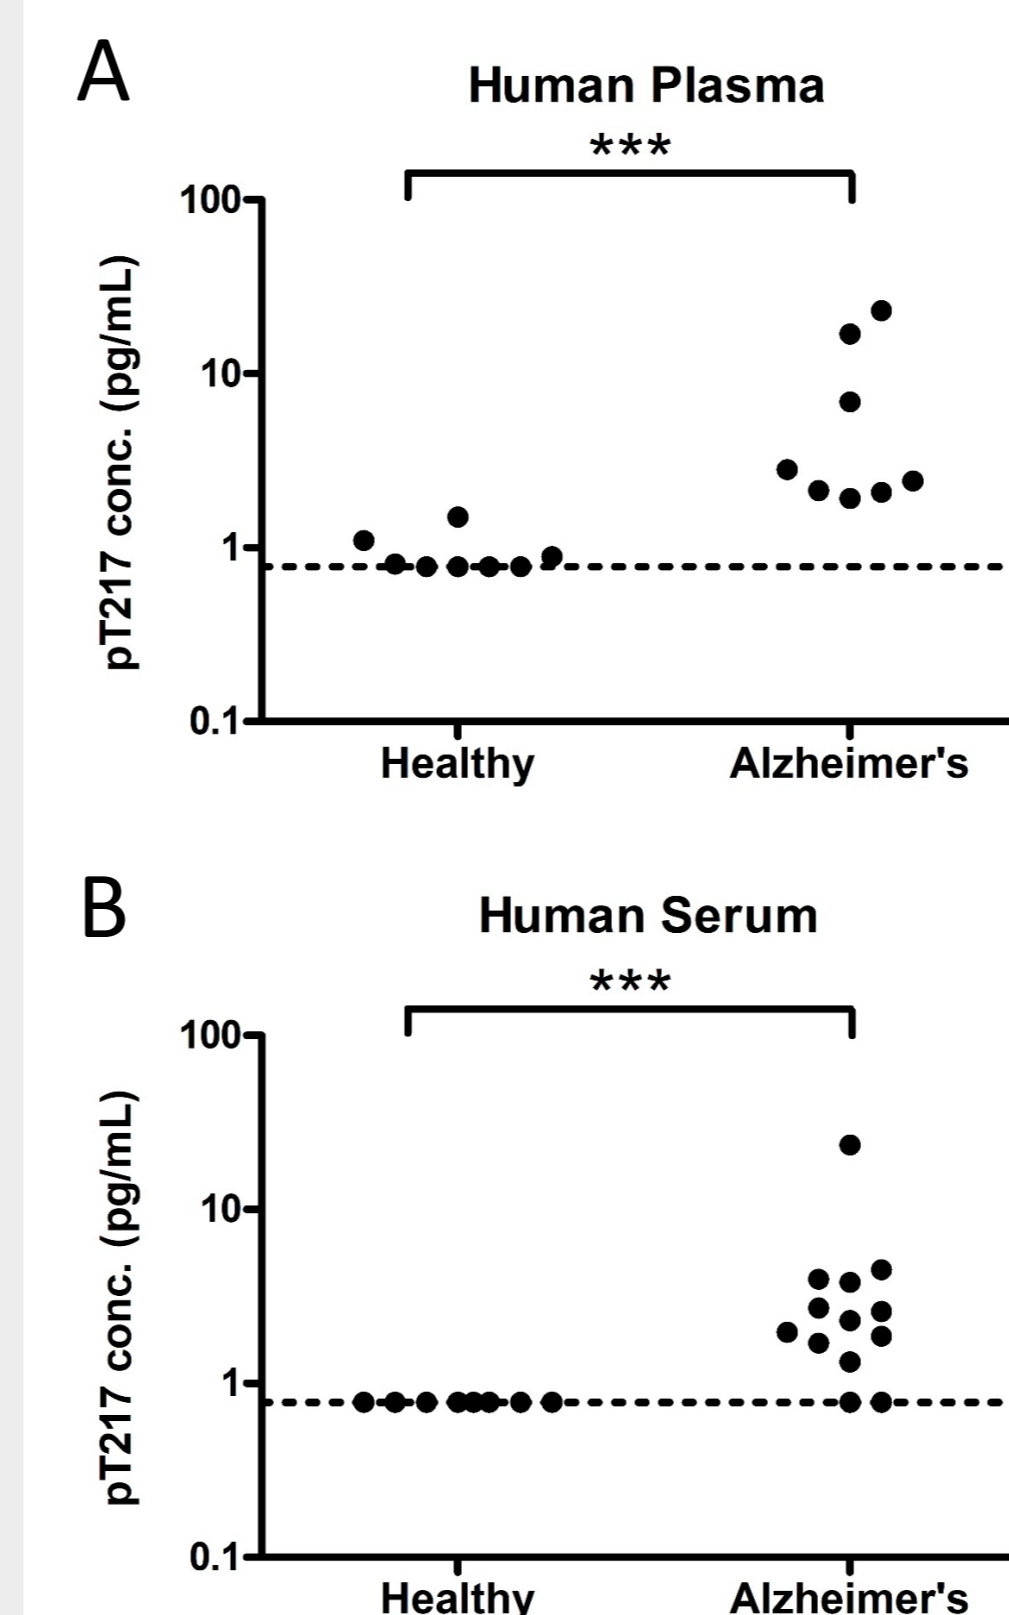 A
Human Plasma
***
100
10
1
0.1
pT217 conc. (pg/mL)
Healthy
Alzheimer's
B
Human Serum
***
100
10
1
0.1
pT217 conc. (pg/mL)
Healthy
Alzheimer's